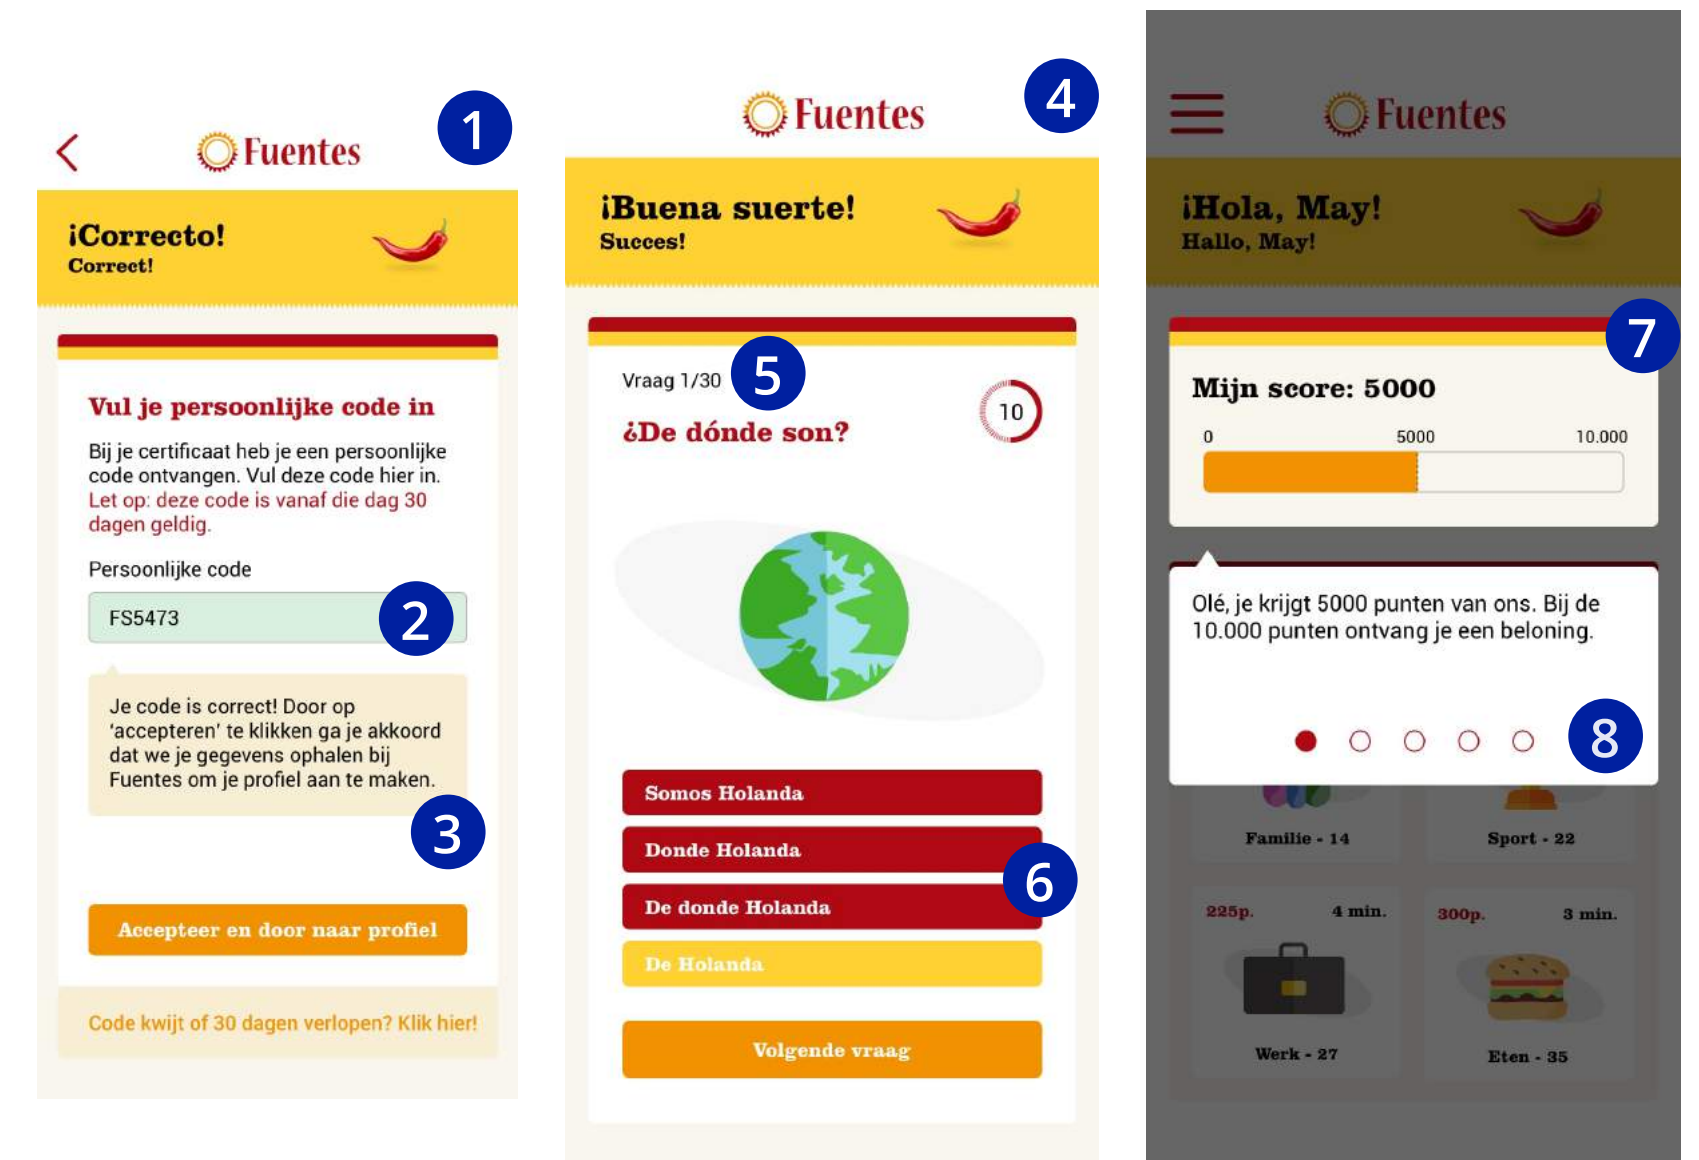 1
Fuentes
¡Correcto!
Correct!
Vul je persoonlijke code in
Bij je certificaat heb je een persoonlijke
code ontvangen. Vul deze code hier in.
Let op: deze code is vanaf die dag 30
dagen geldig.
Persoonlijke code
FS5473
2
Je code is correct! Door op
‘accepteren’ te klikken ga je akkoord
dat we je gegevens ophalen bij
Fuentes om je profiel aan te maken.
3
Accepteer en door naar profiel
Code kwijt of 30 dagen verlopen? Klik hier!
4
Fuentes
¡Buena suerte!
Succes!
Vraag 1/30
5
¿De dónde son?
10
Somos Holanda
Donde Holanda
De donde Holanda
6
De Holanda
Volgende vraag
Fuentes
¡Hola, May!
Hallo, May!
7
Mijn score: 5000
0 5000 10.000
Olé, je krijgt 5000 punten van ons. Bij de
10.000 punten ontvang je een beloning.
8
Familie - 14
Sport - 22
225p. 4 min.
Werk - 27
300p. 3 min.
Eten - 35